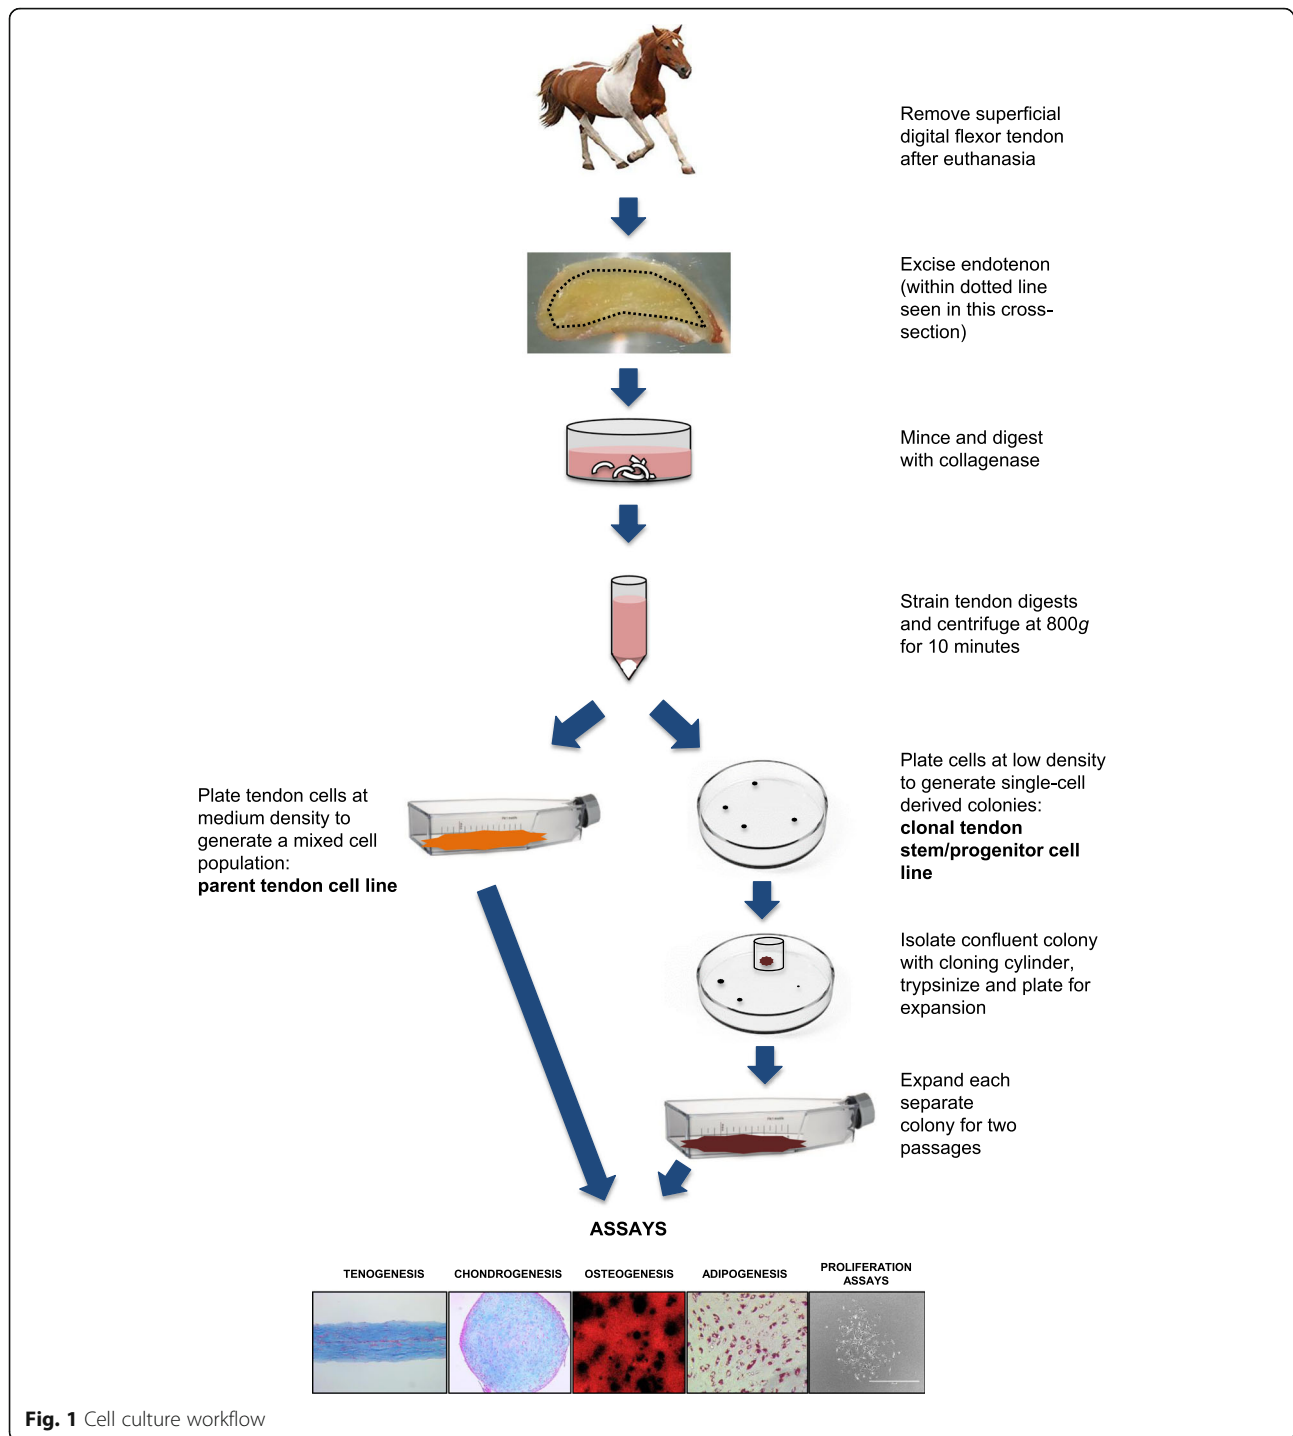 Remove superficial
digital flexor tendon
after euthanasia
Excise endotenon
(within dotted line
seen in this cross-
section)
Mince and digest
with collagenase
Strain tendon digests
and centrifuge at 800g
for 10 minutes
Plate tendon cells at
medium density to
generate a mixed cell
population:
parent tendon cell line
Plate cells at low density
to generate single-cell
derived colonies:
clonal tendon
stem/progenitor cell
line
Isolate confluent colony
with cloning cylinder,
trypsinize and plate for
expansion
Expand each
separate
colony for two
passages
ASSAYS
TENOGENESIS
CHONDROGENESIS
OSTEOGENESIS
ADIPOGENESIS
PROLIFERATION
ASSAYS
Fig. 1 Cell culture workflow